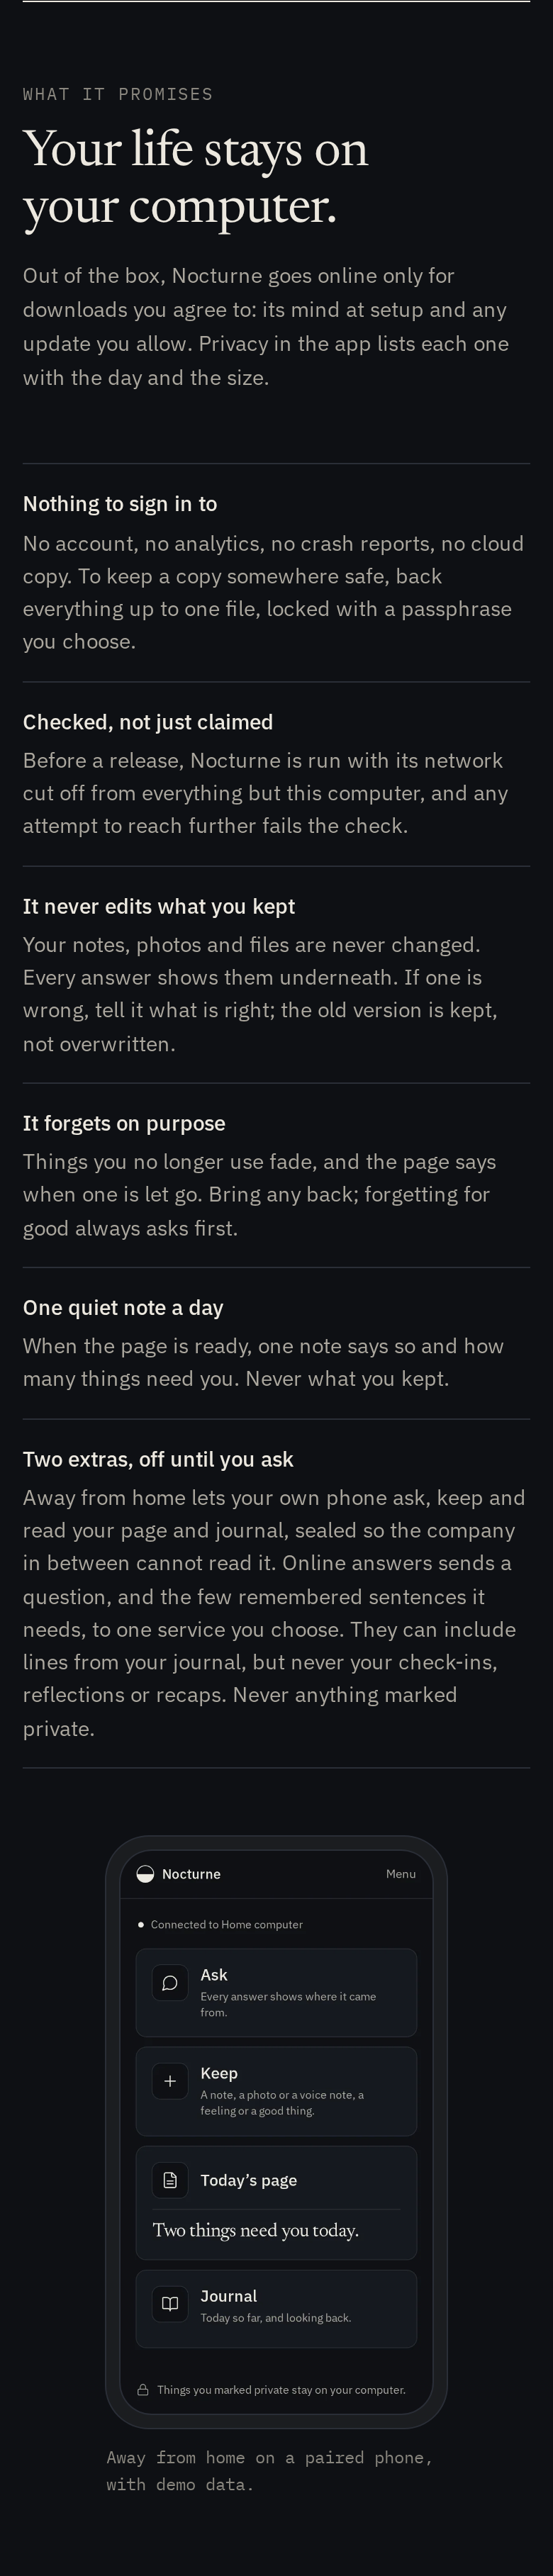 WHAT IT PROMISES
Your life stays on
your computer.
Out of the box, Nocturne goes online only for
downloads you agree to: its mind at setup and any
update you allow. Privacy in the app lists each one
with the day and the size.
Nothing to sign in to
No account, no analytics, no crash reports, no cloud
copy. To keep a copy somewhere safe, back
everything up to one file, locked with a passphrase
you choose.
Checked, not just claimed
Before a release, Nocturne is run with its network
cut off from everything but this computer, and any
attempt to reach further fails the check.
It never edits what you kept
Your notes, photos and files are never changed.
Every answer shows them underneath. If one is
wrong, tell it what is right; the old version is kept,
not overwritten.
It forgets on purpose
Things you no longer use fade, and the page says
when one is let go. Bring any back; forgetting for
good always asks first.
One quiet note a day
When the page is ready, one note says so and how
many things need you. Never what you kept.
Two extras, off until you ask
Away from home lets your own phone ask, keep and
read your page and journal, sealed so the company
in between cannot read it. Online answers sends a
question, and the few remembered sentences it
needs, to one service you choose. They can include
lines from your journal, but never your check-ins,
reflections or recaps. Never anything marked
private.
Nocturne
Menu
Connected to Home computer
Ask
Every answer shows where it came
from.
Keep
A note, a photo or a voice note, a
feeling or a good thing.
Today’s page
Two things need you today.
Journal
Today so far, and looking back.
Things you marked private stay on your computer.
Away from home on a paired phone,
with demo data.